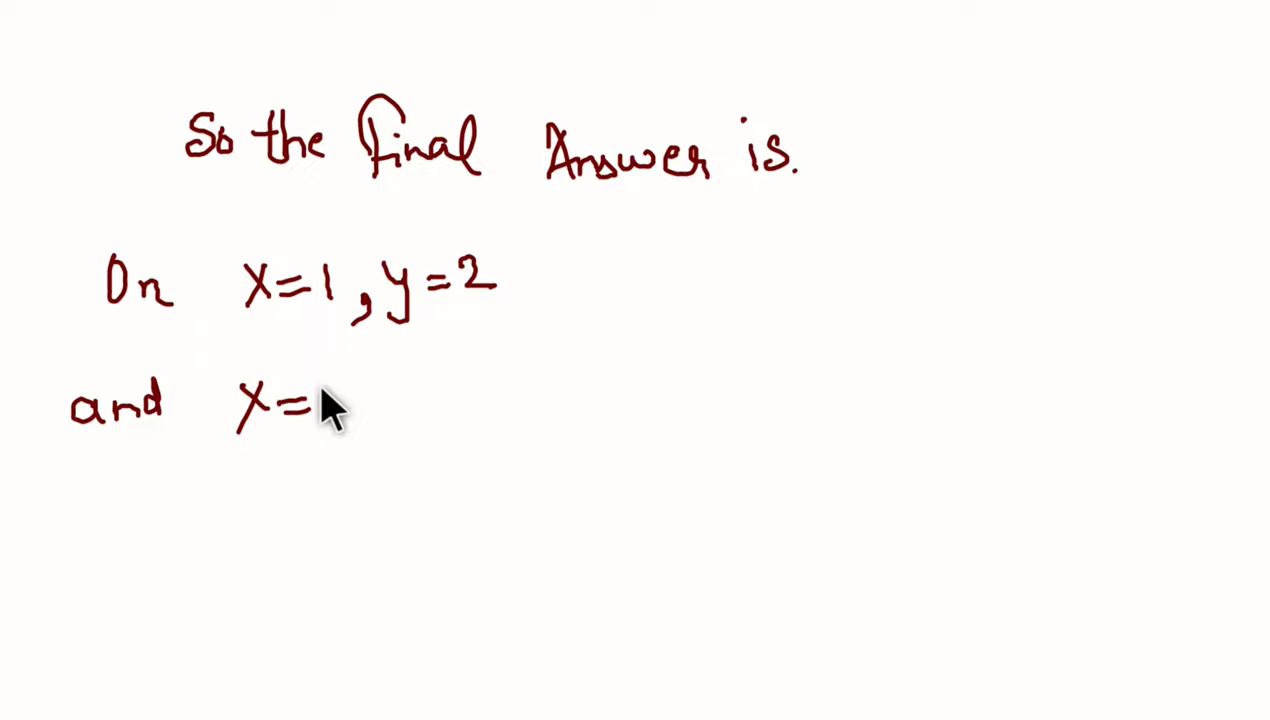 So the final Answer is.
On x=1, y=2
and x=